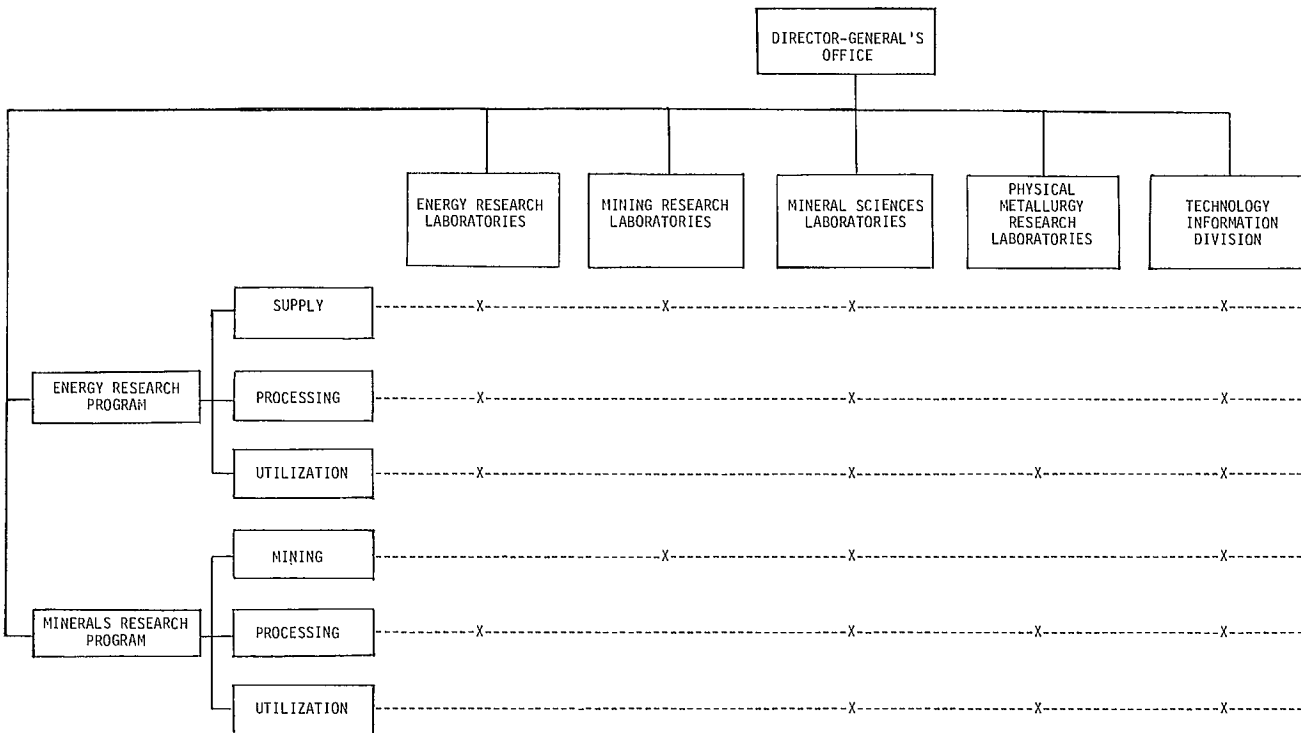 DIRECTOR-GENERAL'S
OFFICE
ENERGY RESEARCH
LABORATORIES
MINING RESEARCH
LABORATORIES
MINERAL SCIENCES
LABORATORIES
PHYSICAL
METALLURGY
RESEARCH
LABORATORIES
TECHNOLOGY
INFORMATION
DIVISION
SUPPLY
X X X X
ENERGY RESEARCH
PROGRAM
PROCESSING
X X X
UTILIZATION
X X X X
MINING
X X X
MINERALS RESEARCH
PROGRAM
PROCESSING
X X X X
UTILIZATION
X X X